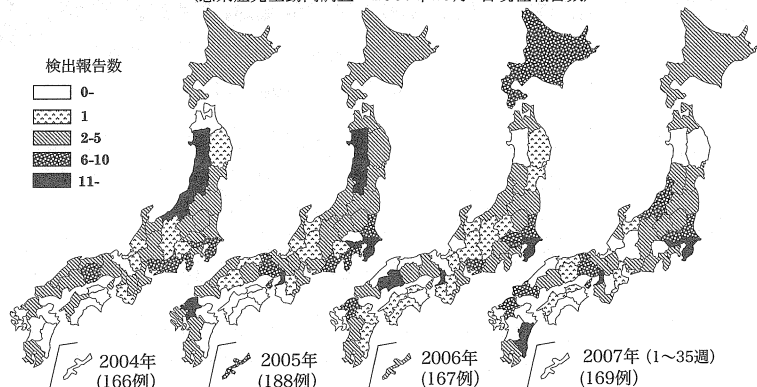 検出報告数
0-
1
2-5
6-10
11-
2004年
(166例)
2005年
(188例)
2006年
(167例)
2007年 (1～35週)
(169例)